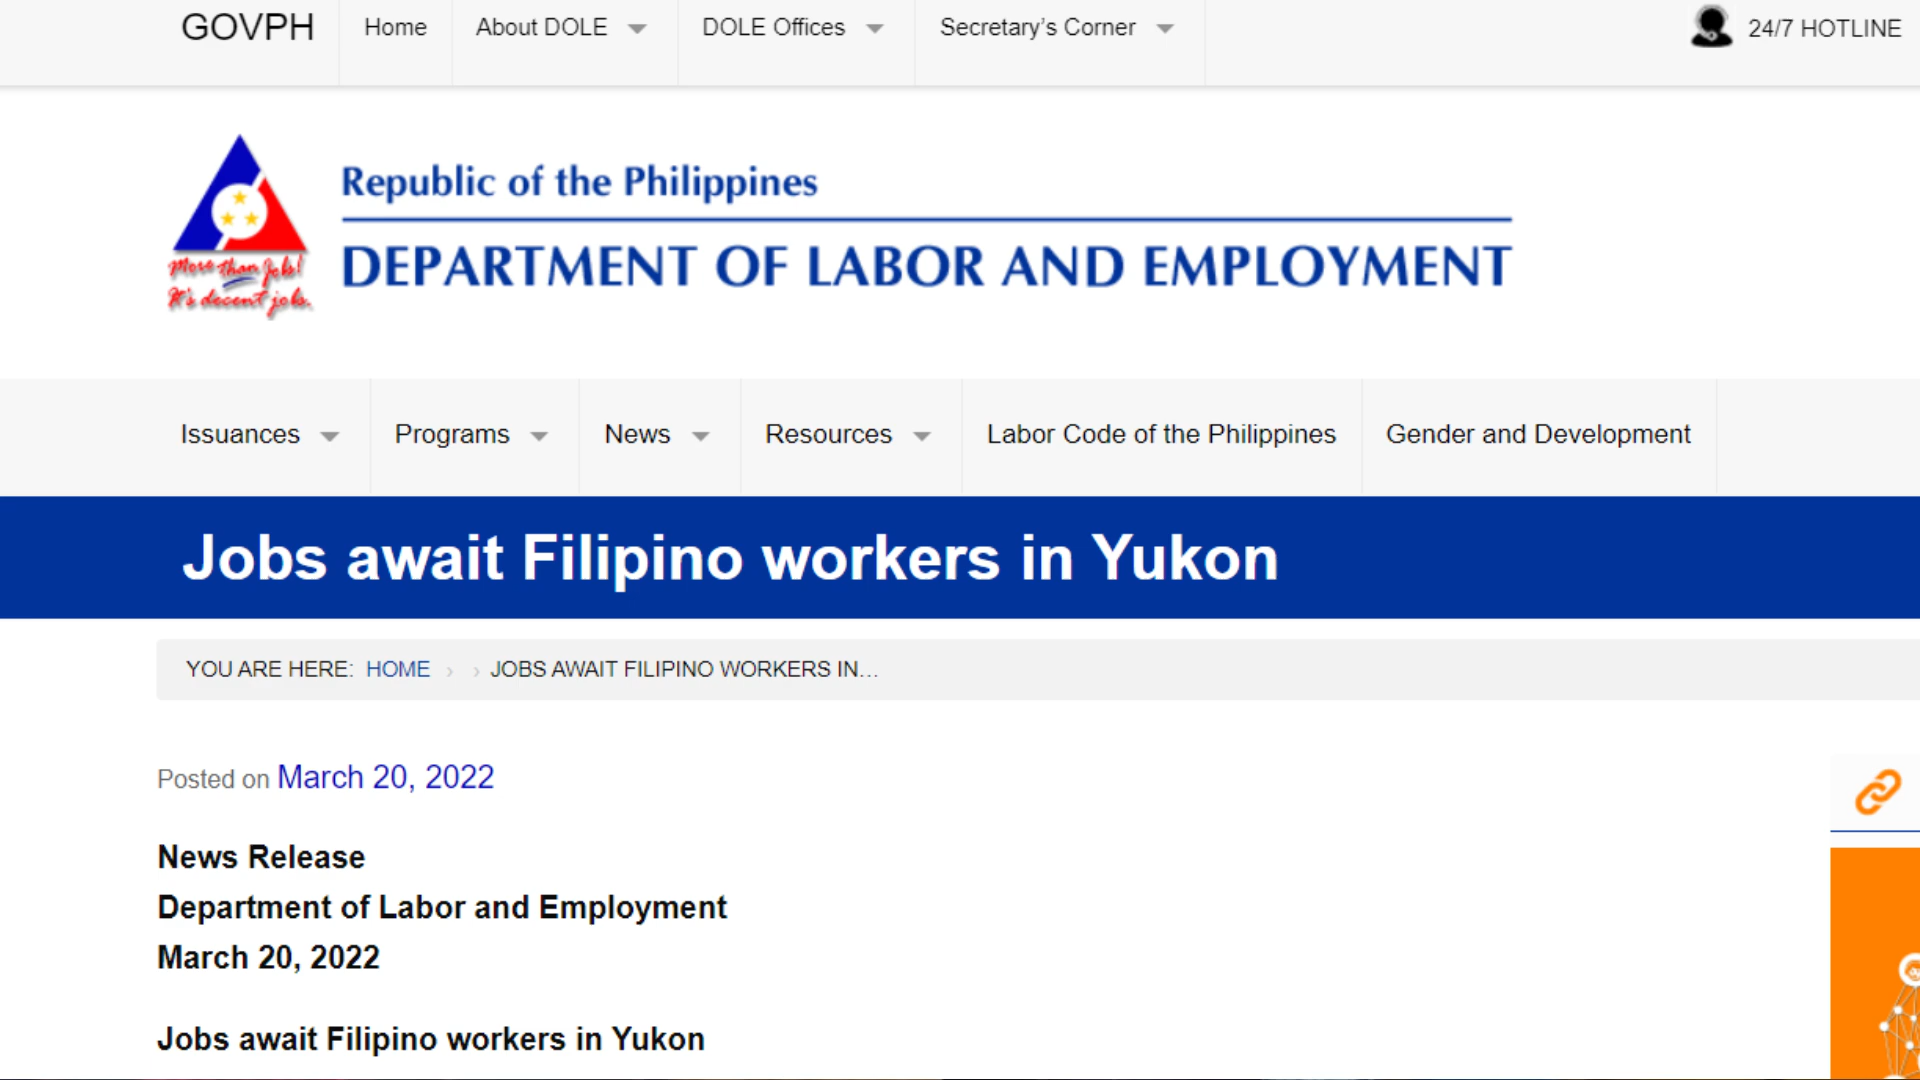 GOVPH Home About DOLE DOLE Offices Secretary’s Corner 24/7 HOTLINE
Republic of the Philippines
DEPARTMENT OF LABOR AND EMPLOYMENT
More than Jobs!
It's decent jobs.
Issuances Programs News Resources Labor Code of the Philippines Gender and Development
Jobs await Filipino workers in Yukon
YOU ARE HERE: HOME › › JOBS AWAIT FILIPINO WORKERS IN…
Posted on March 20, 2022
News Release
Department of Labor and Employment
March 20, 2022
Jobs await Filipino workers in Yukon